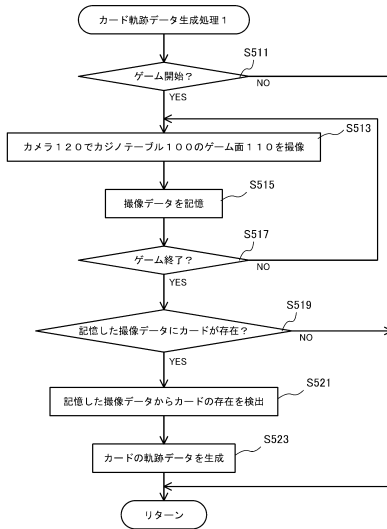 カード軌跡データ生成処理１
S511
ゲーム開始？
NO
YES
S513
カメラ１２０でカジノテーブル１００のゲーム面１１０を撮像
S515
撮像データを記憶
S517
ゲーム終了？
NO
YES
S519
記憶した撮像データにカードが存在？
NO
YES
S521
記憶した撮像データからカードの存在を検出
S523
カードの軌跡データを生成
リターン